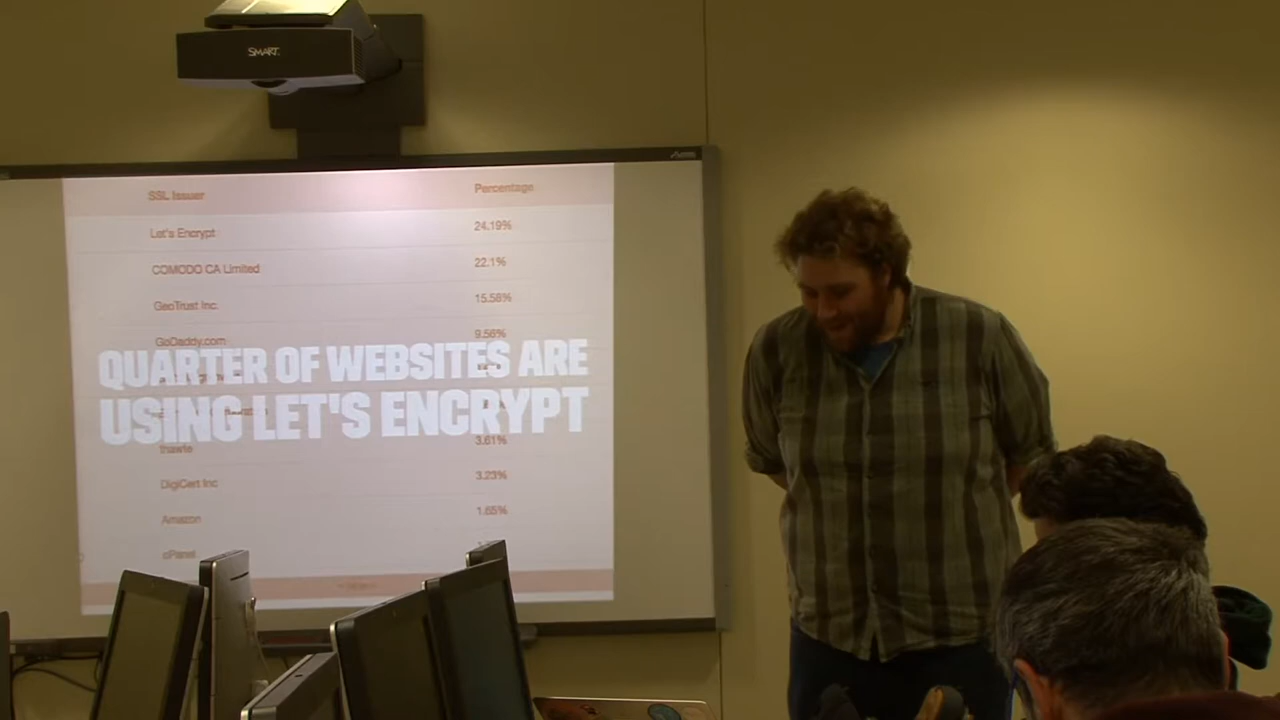 SMART
SSL Issuer Percentage
Let's Encrypt 24.19%
COMODO CA Limited 22.1%
GeoTrust Inc. 15.58%
GoDaddy.com 9.56%
QUARTER OF WEBSITES ARE
USING LET'S ENCRYPT
thawte 3.61%
DigiCert Inc 3.23%
Amazon 1.65%
cPanel